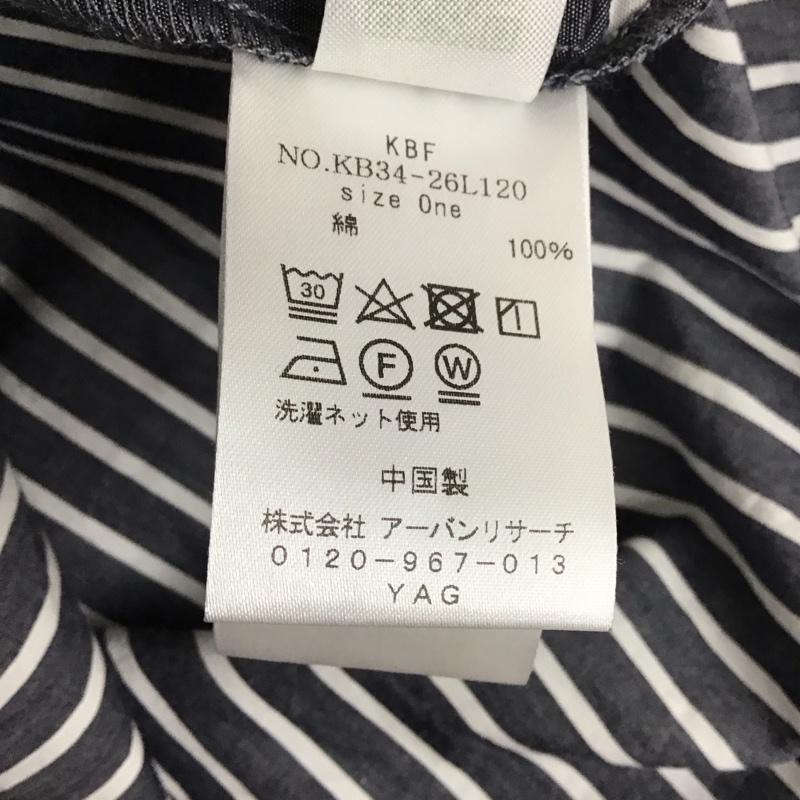 KBF
NO.KB34-26L120
size One
綿 100%
30
F W
洗濯ネット使用
中国製
株式会社 アーバンリサーチ
0120-967-013
YAG